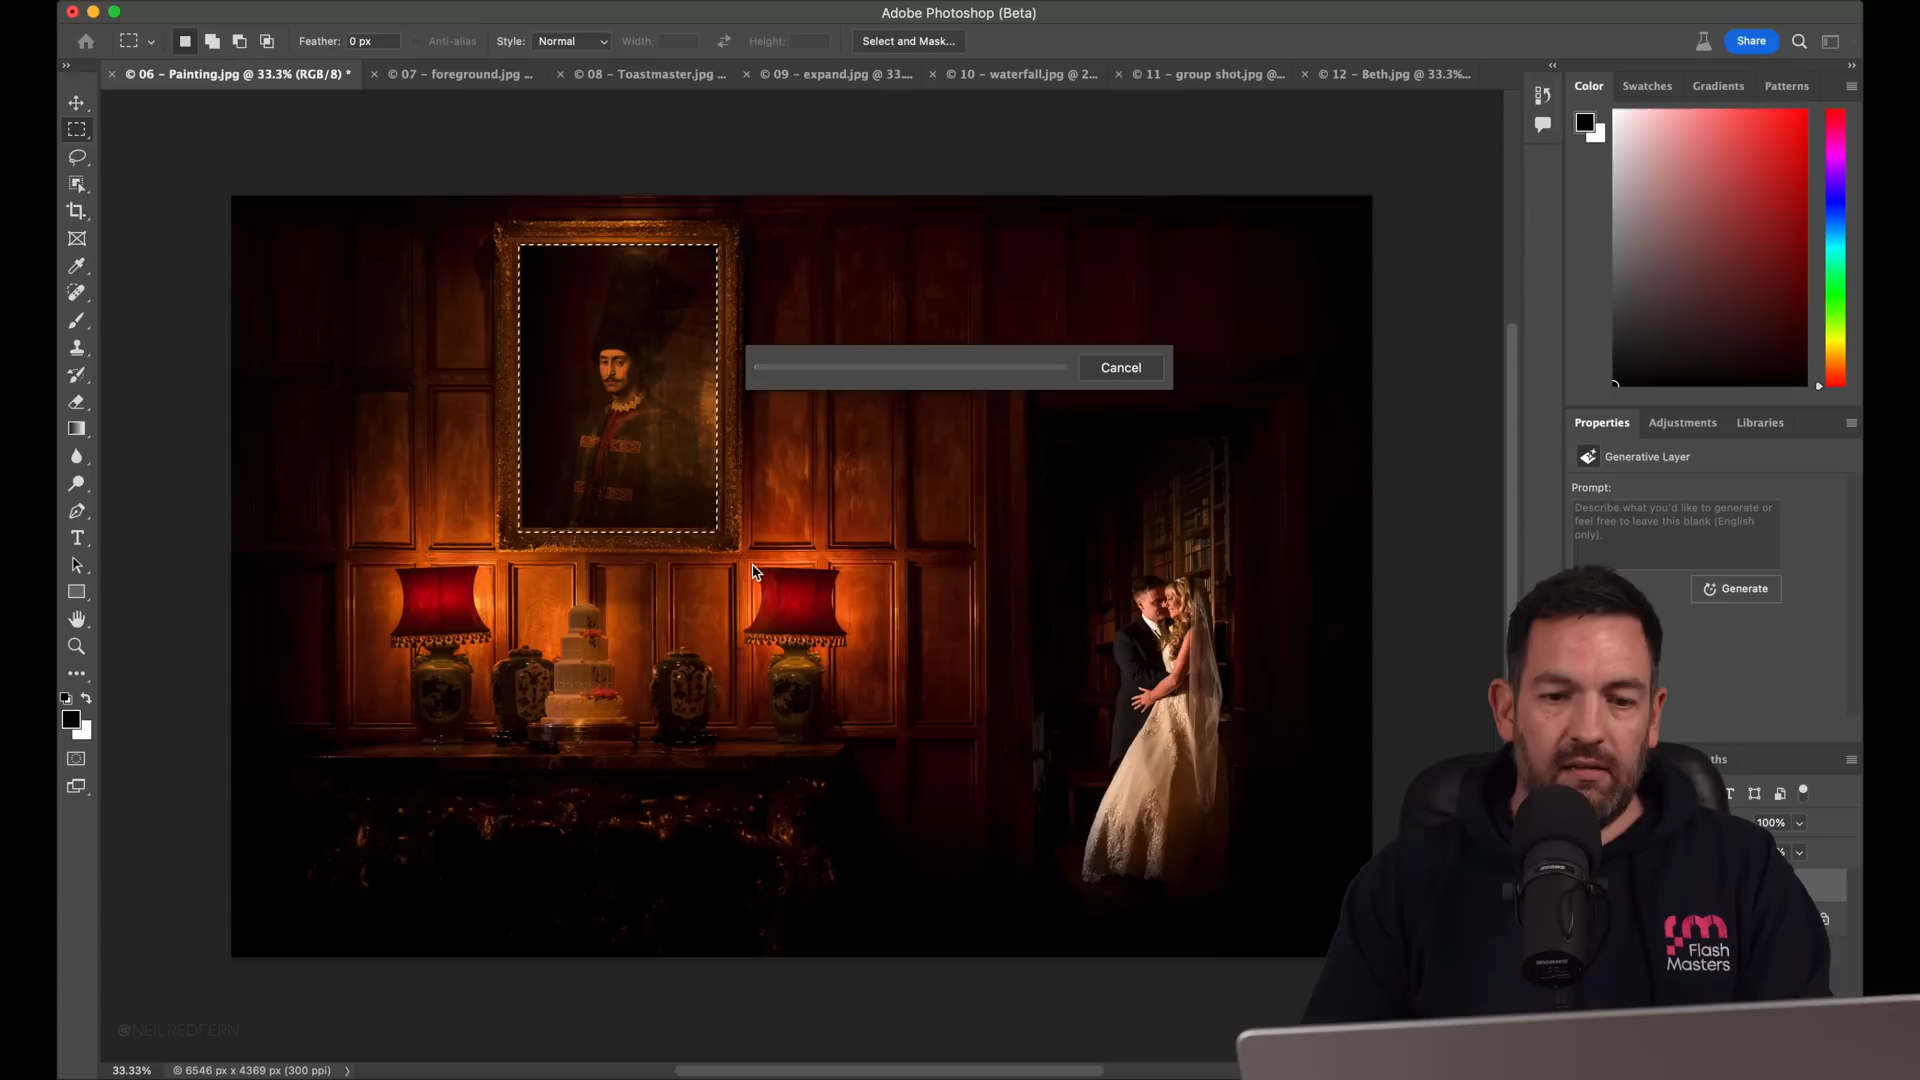 Adobe Photoshop (Beta)
Feather: 0 px Anti-alias Style: Normal Width: Height: Select and Mask... Share
© 06 - Painting.jpg @ 33.3% (RGB/8) * © 07 - foreground.jpg ... © 08 - Toastmaster.jpg ... © 09 - expand.jpg @ 33.... © 10 - waterfall.jpg @ 2... © 11 - group shot.jpg @... © 12 - Beth.jpg @ 33.3%...
Color Swatches Gradients Patterns
Cancel
Properties Adjustments Libraries
Generative Layer
Prompt:
Describe what you'd like to generate or
feel free to leave this blank (English
only).
Generate
ths
100%
%
Flash
Masters
@NEILREDFERN
33.33% © 6546 px x 4369 px (300 ppi)